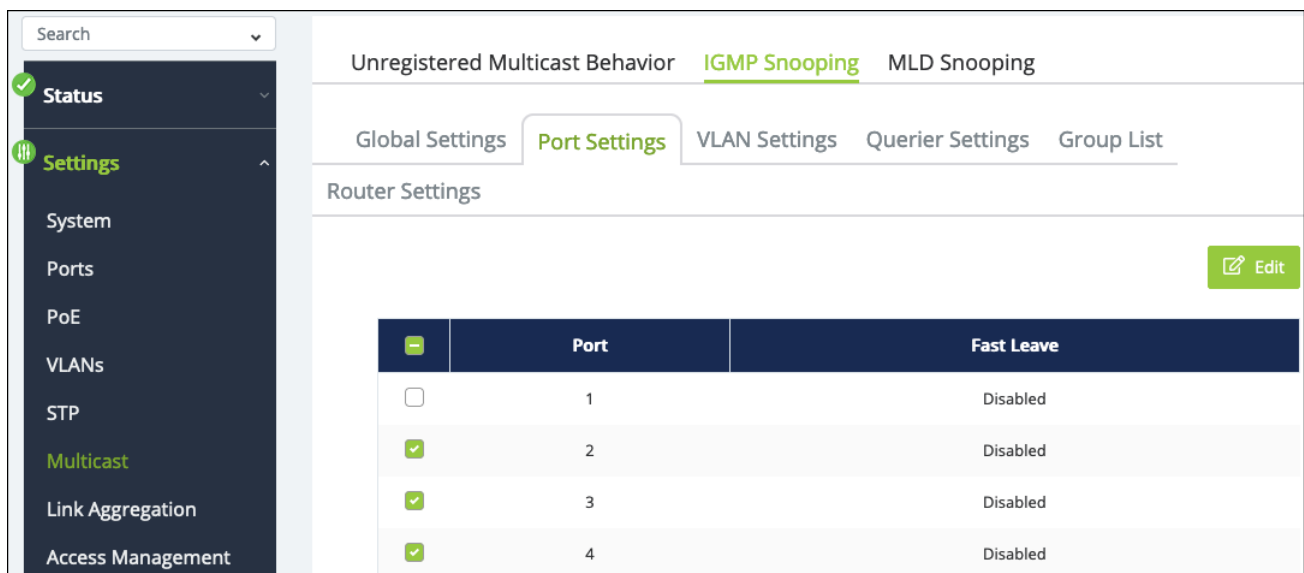 Search
Status
Settings
System
Ports
PoE
VLANs
STP
Multicast
Link Aggregation
Access Management
Unregistered Multicast Behavior IGMP Snooping MLD Snooping
Global Settings Port Settings VLAN Settings Querier Settings Group List
Router Settings
Edit
Port Fast Leave
1 Disabled
2 Disabled
3 Disabled
4 Disabled